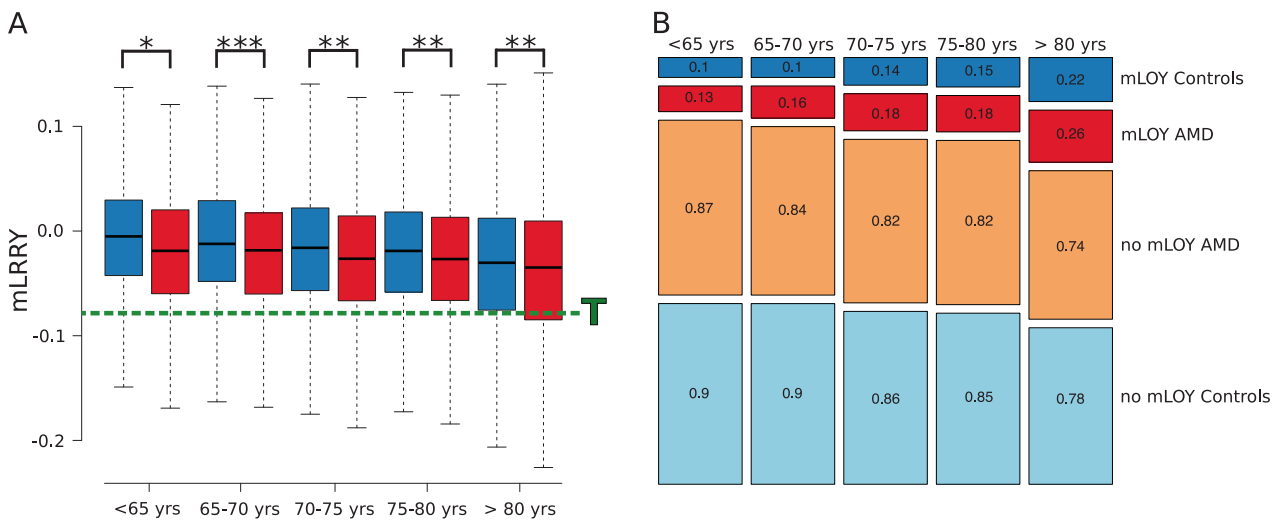 A
* *** ** ** **
0.1
0.0
-0.1
-0.2
mLRRY
T
<65 yrs 65-70 yrs 70-75 yrs 75-80 yrs > 80 yrs
B
<65 yrs 65-70 yrs 70-75 yrs 75-80 yrs > 80 yrs
0.1 0.1 0.14 0.15 0.22 mLOY Controls
0.13 0.16 0.18 0.18 0.26 mLOY AMD
0.87 0.84 0.82 0.82 0.74 no mLOY AMD
0.9 0.9 0.86 0.85 0.78 no mLOY Controls